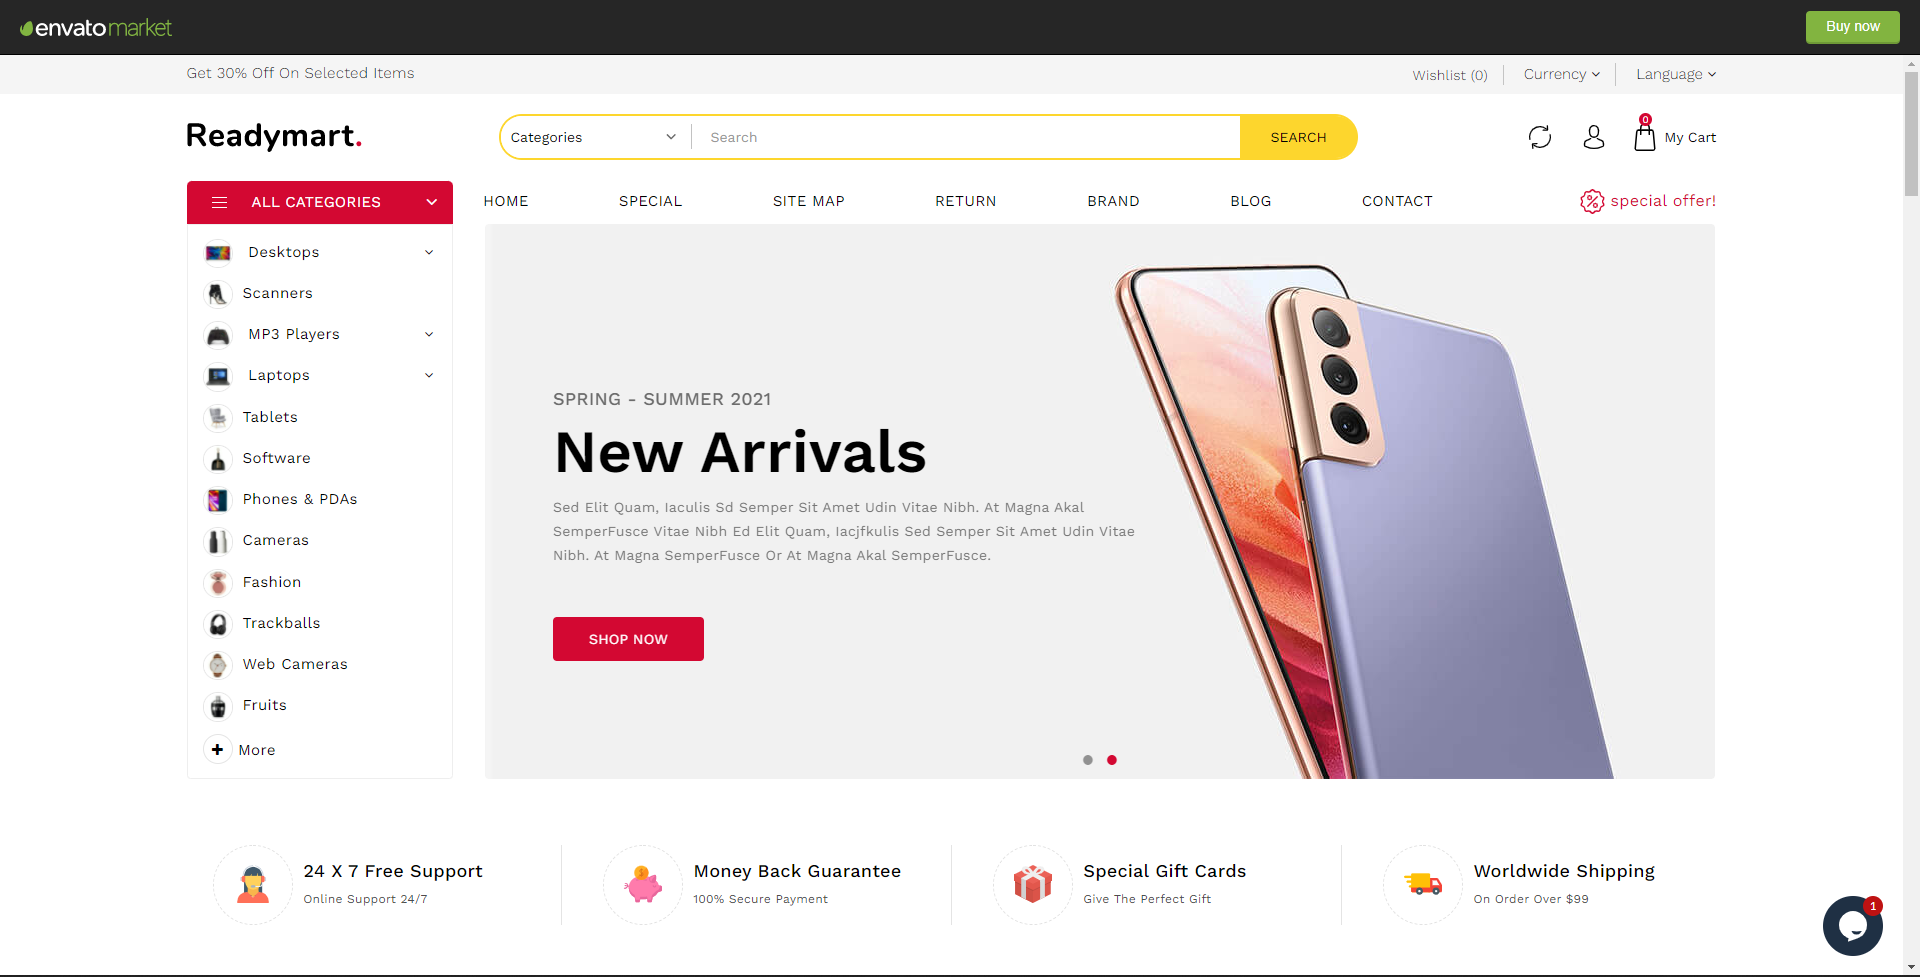 envato market
Buy now
Get 30% Off On Selected Items
Wishlist (0)
Currency
Language
Readymart.
Categories
Search
SEARCH
0
My Cart
ALL CATEGORIES
HOME
SPECIAL
SITE MAP
RETURN
BRAND
BLOG
CONTACT
special offer!
Desktops
Scanners
MP3 Players
Laptops
Tablets
Software
Phones & PDAs
Cameras
Fashion
Trackballs
Web Cameras
Fruits
More
SPRING - SUMMER 2021
New Arrivals
Sed Elit Quam, Iaculis Sd Semper Sit Amet Udin Vitae Nibh. At Magna Akal
SemperFusce Vitae Nibh Ed Elit Quam, Iacjfkulis Sed Semper Sit Amet Udin Vitae
Nibh. At Magna SemperFusce Or At Magna Akal SemperFusce.
SHOP NOW
24 X 7 Free Support
Online Support 24/7
Money Back Guarantee
100% Secure Payment
Special Gift Cards
Give The Perfect Gift
Worldwide Shipping
On Order Over $99
1